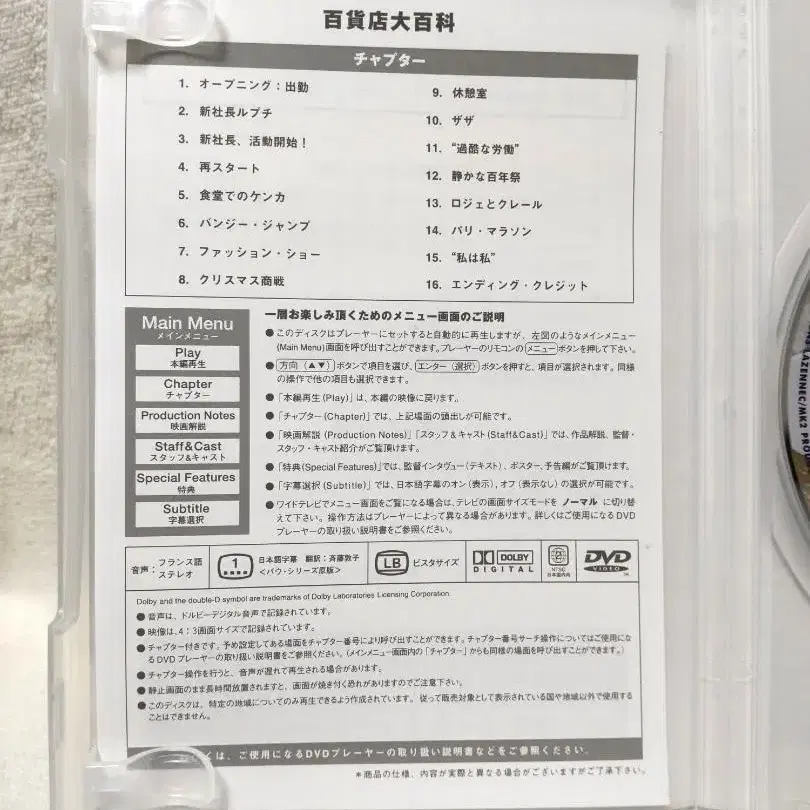 百貨店大百科
チャプター
1. オープニング：出勤
2. 新社長ルプチ
3. 新社長、活動開始！
4. 再スタート
5. 食堂でのケンカ
6. バンジー・ジャンプ
7. ファッション・ショー
8. クリスマス商戦
9. 休憩室
10. ザザ
11. “過酷な労働”
12. 静かな百年祭
13. ロジェとクレール
14. パリ・マラソン
15. “私は私”
16. エンディング・クレジット
Main Menu
メインメニュー
Play
本編再生
Chapter
チャプター
Production Notes
映画解説
Staff&Cast
スタッフ&キャスト
Special Features
特典
Subtitle
字幕選択
一層お楽しみ頂くためのメニュー画面のご説明
●このディスクはプレーヤーにセットすると自動的に再生しますが、左図のようなメインメニュー
(Main Menu)画面を呼び出すことができます。プレーヤーのリモコンのメニューボタンを押して下さい。
●方向（▲▼）ボタンで項目を選び、エンター（選択）ボタンを押すと、項目が選択されます。同様
の操作で他の項目も選択できます。
●「本編再生(Play)」は、本編の映像に戻ります。
●「チャプター(Chapter)」では、上記場面の頭出しが可能です。
●「映画解説（Production Notes)」「スタッフ&キャスト(Staff&Cast)」では、作品解説、監督・
スタッフ・キャスト紹介がご覧頂けます。
●「特典(Special Features)」では、監督インタヴュー(テキスト)、ポスター、予告編がご覧頂けます。
●「字幕選択(Subtitle)」では、日本語字幕のオン（表示）、オフ（表示なし）の選択が可能です。
●ワイドテレビでメニュー画面をご覧になる場合は、テレビの画面サイズモードを ノーマル に切り替
えて下さい。操作方法はプレーヤーによって異なる場合があります。詳しくはご使用になるDVD
プレーヤーの取り扱い説明書をご参照ください。
音声：フランス語
ステレオ
1
日本語字幕 翻訳：斉藤敦子
<バウ・シリーズ原版>
LB
ビスタサイズ
DOLBY
DIGITAL
2
NTSC
日本国内向
DVD
VIDEO
Dolby and the double-D symbol are trademarks of Dolby Laboratories Licensing Corporation.
●音声は、ドルビーデジタル音声で記録されています。
●映像は、4：3画面サイズで記録されています。
●チャプター付きです。予め設定してある場面をチャプター番号により呼び出すことができます。チャプター番号サーチ操作についてはご使用にな
るDVDプレーヤーの取り扱い説明書をご参照ください。(メインメニュー画面内の「チャプター」からも同様の場面を呼び出すことができます。)
●チャプター操作を行うと、音声が遅れて再生される場合があります。
●静止画面のまま長時間放置されますと、画面が焼き付く恐れがありますのでご注意下さい。
●このディスクは、特定の地域についてのみ再生できるよう作成されています。従って販売対象として表示されている国や地域以外で使用する
ことはできません。
くは、ご使用になるDVDプレーヤーの取り扱い説明書などをご参照ください。
＊商品の仕様、内容が実際と異なる場合がございますがご了承下さい。
LAZENNEC/MK2